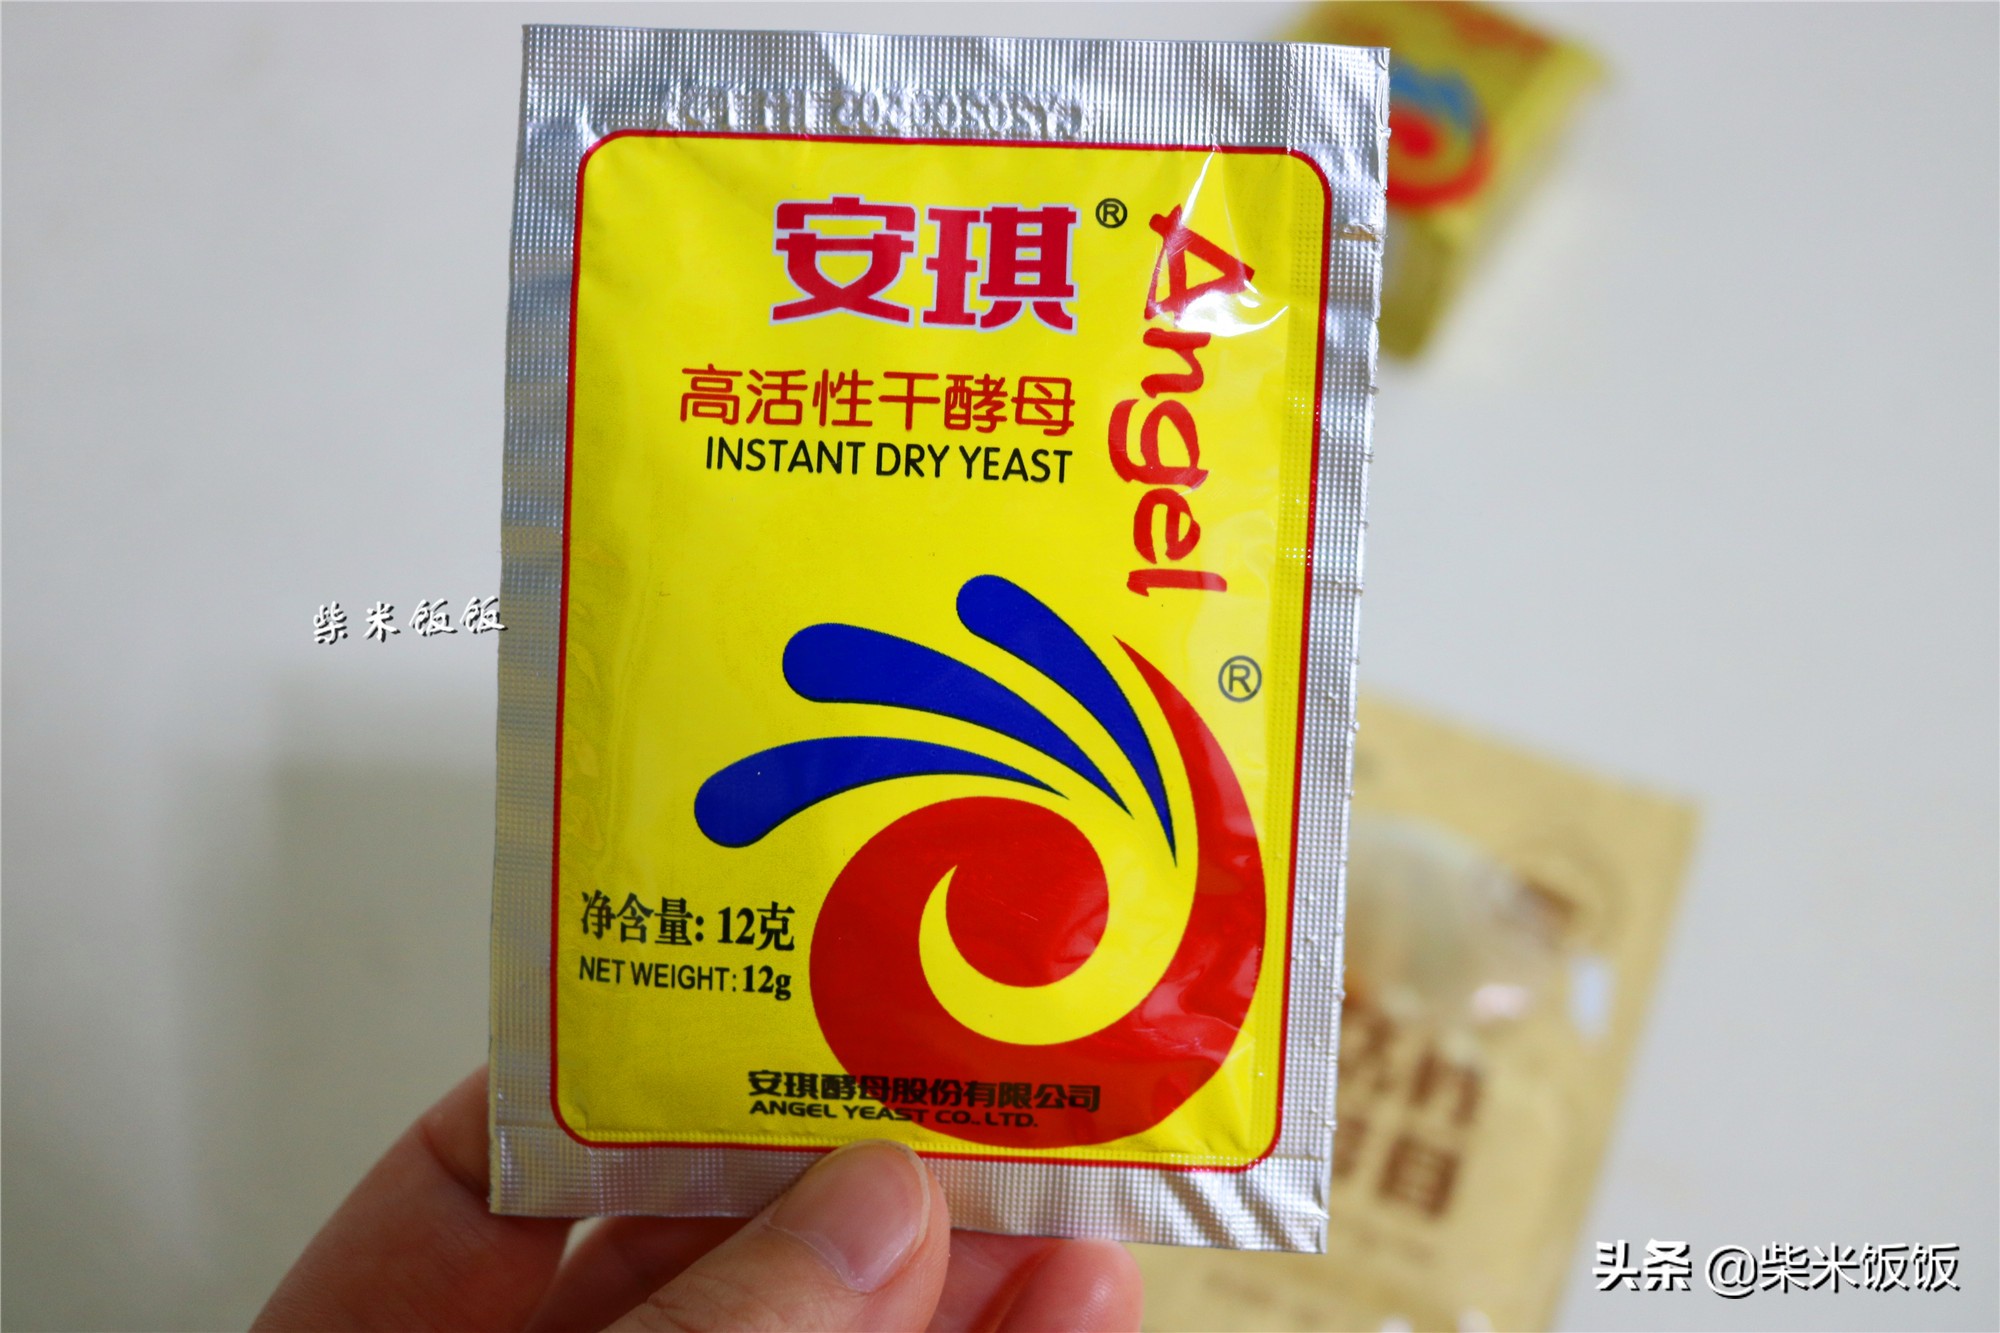 安琪®
Angel
高活性干酵母
INSTANT DRY YEAST
®
柴米饭饭
净含量: 12克
NET WEIGHT: 12g
安琪酵母股份有限公司
ANGEL YEAST CO., LTD.
头条 @柴米饭饭